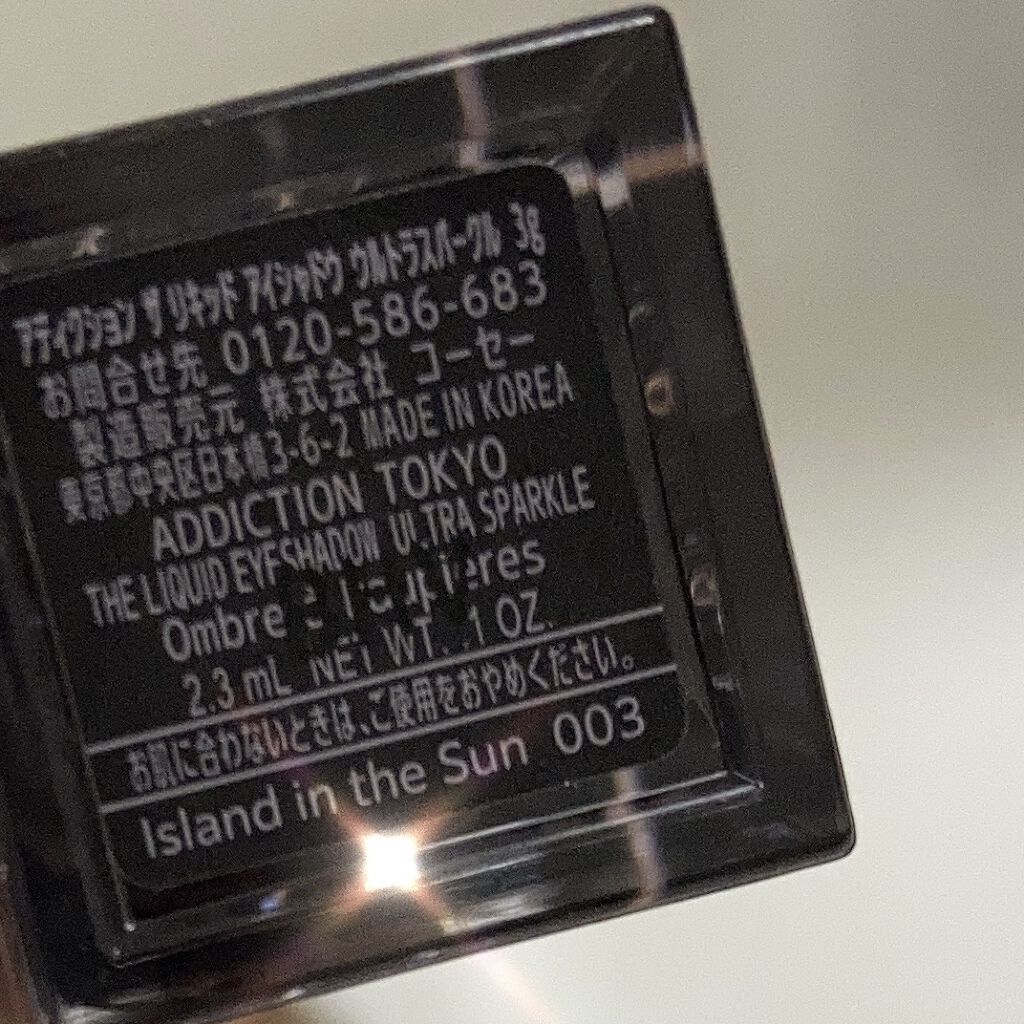 アディクション ザ リキッド アイシャドウ ウルトラスパークル 3g
お問合せ先 0120-586-683
製造販売元 株式会社 コーセー
東京都中央区日本橋3-6-2 MADE IN KOREA
ADDICTION TOKYO
THE LIQUID EYESHADOW ULTRA SPARKLE
Ombre
2.3 mL NET WT. .1 OZ.
お肌に合わないときは、ご使用をおやめください。
Island in the Sun 003